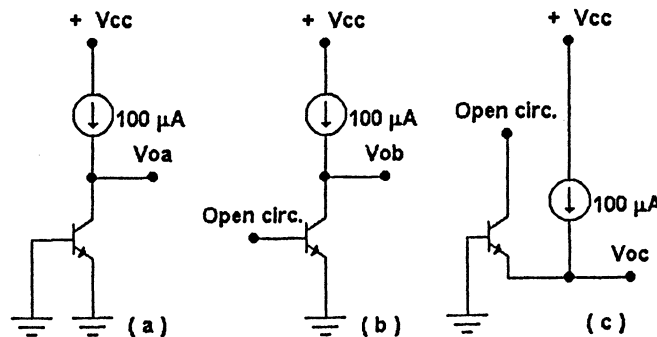 + Vcc
100 µA
Voa
( a )
+ Vcc
100 µA
Vob
Open circ.
( b )
+ Vcc
Open circ.
100 µA
Voc
( c )